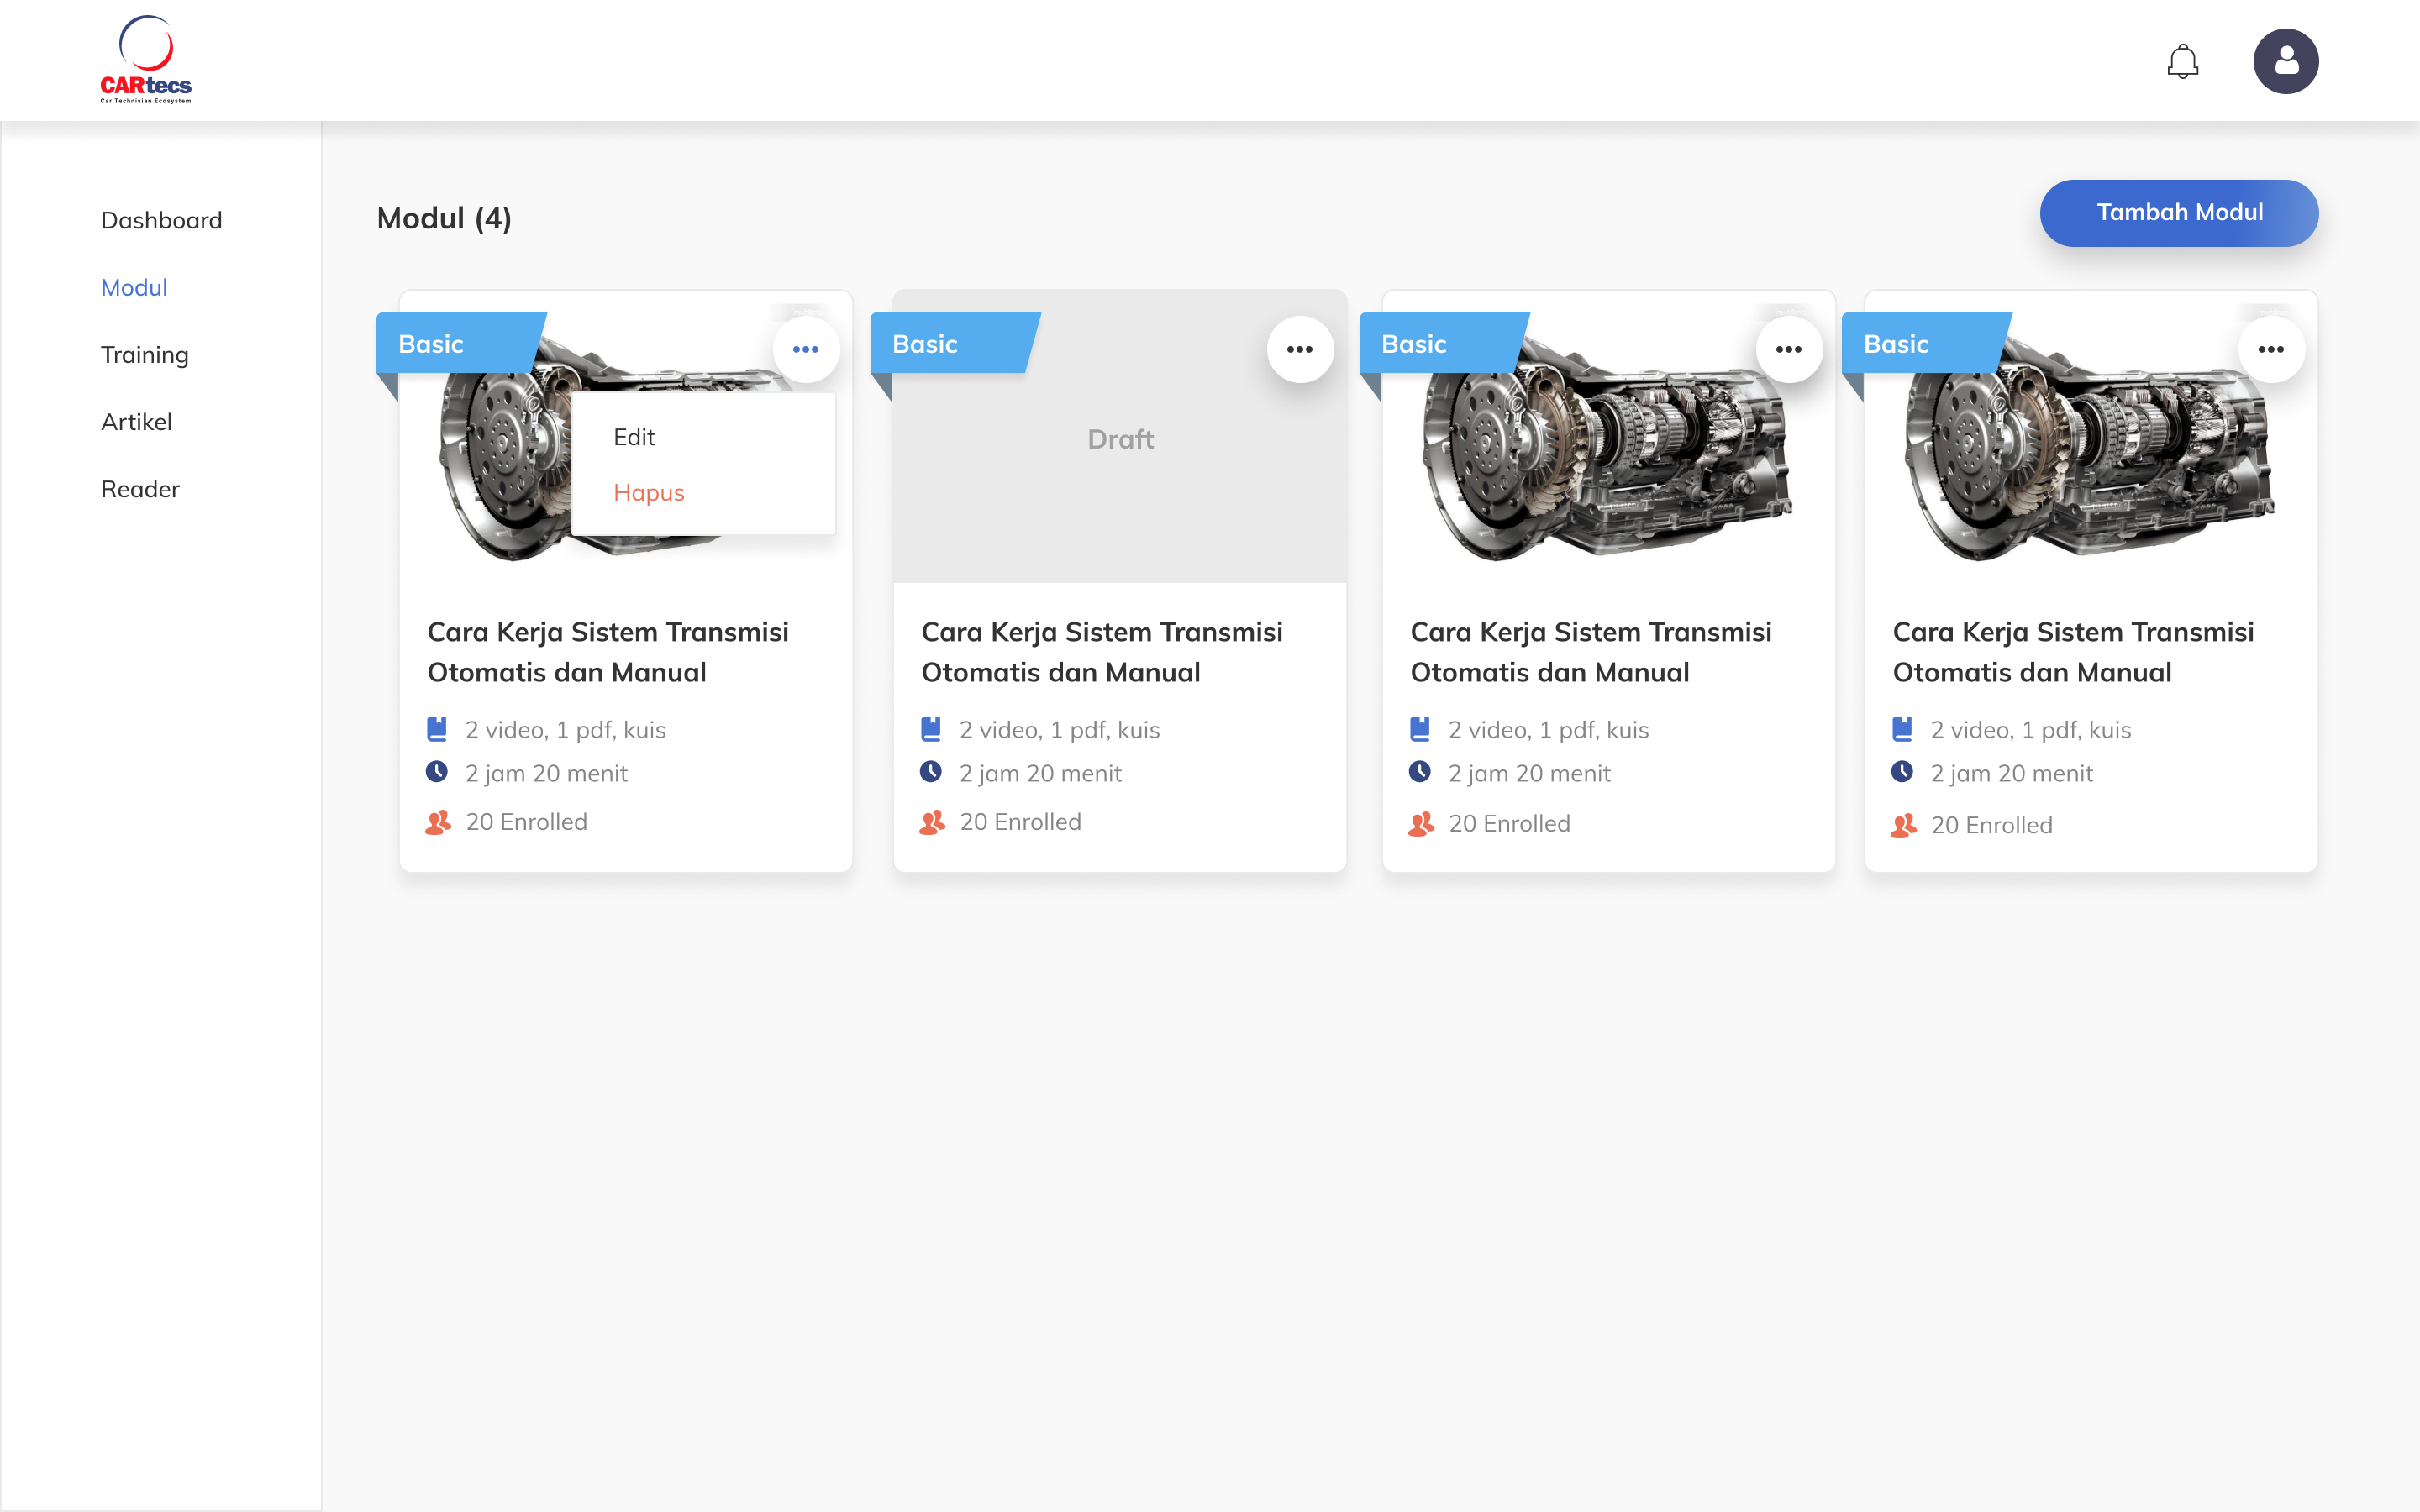 CARtecs
Car Technisian Ecosystem
Dashboard
Modul
Training
Artikel
Reader
Modul (4)
Tambah Modul
Basic
Edit
Hapus
Cara Kerja Sistem Transmisi
Otomatis dan Manual
2 video, 1 pdf, kuis
2 jam 20 menit
20 Enrolled
Basic
Draft
Cara Kerja Sistem Transmisi
Otomatis dan Manual
2 video, 1 pdf, kuis
2 jam 20 menit
20 Enrolled
Basic
Cara Kerja Sistem Transmisi
Otomatis dan Manual
2 video, 1 pdf, kuis
2 jam 20 menit
20 Enrolled
Basic
Cara Kerja Sistem Transmisi
Otomatis dan Manual
2 video, 1 pdf, kuis
2 jam 20 menit
20 Enrolled